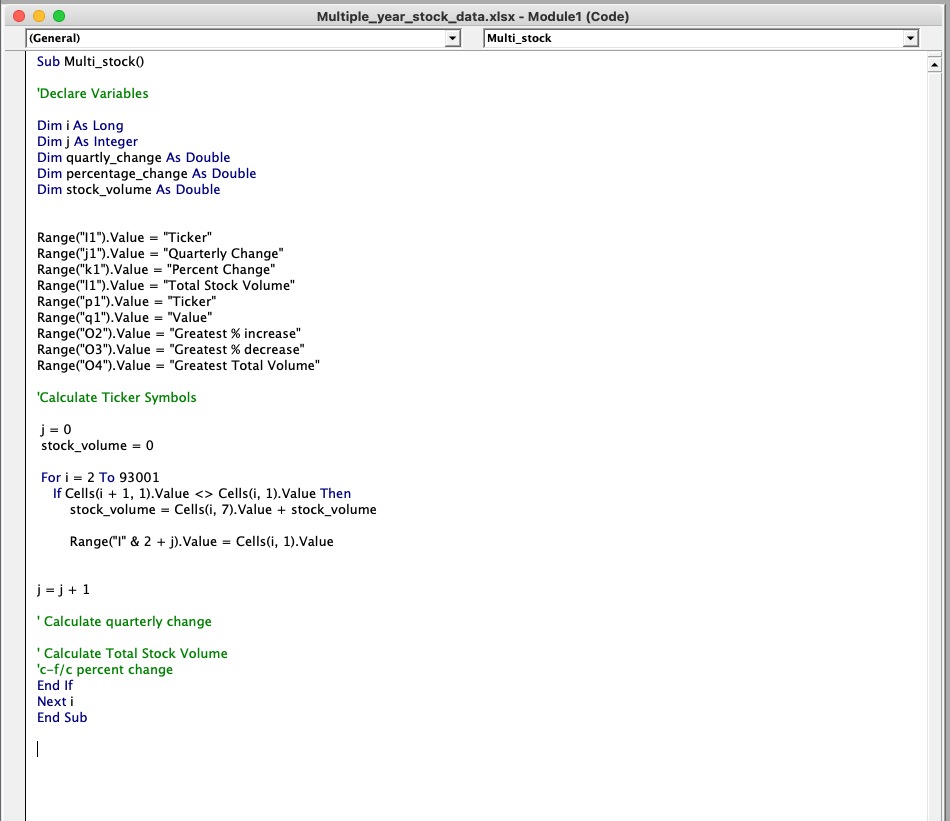 Multiple_year_stock_data.xlsx - Module1 (Code)
(General)
Multi_stock
Sub Multi_stock()
'Declare Variables
Dim i As Long
Dim j As Integer
Dim quartly_change As Double
Dim percentage_change As Double
Dim stock_volume As Double
Range("I1").Value = "Ticker"
Range("j1").Value = "Quarterly Change"
Range("k1").Value = "Percent Change"
Range("l1").Value = "Total Stock Volume"
Range("p1").Value = "Ticker"
Range("q1").Value = "Value"
Range("O2").Value = "Greatest % increase"
Range("O3").Value = "Greatest % decrease"
Range("O4").Value = "Greatest Total Volume"
'Calculate Ticker Symbols
j = 0
stock_volume = 0
For i = 2 To 93001
If Cells(i + 1, 1).Value <> Cells(i, 1).Value Then
stock_volume = Cells(i, 7).Value + stock_volume
Range("I" & 2 + j).Value = Cells(i, 1).Value
j = j + 1
' Calculate quarterly change
' Calculate Total Stock Volume
'c-f/c percent change
End If
Next i
End Sub